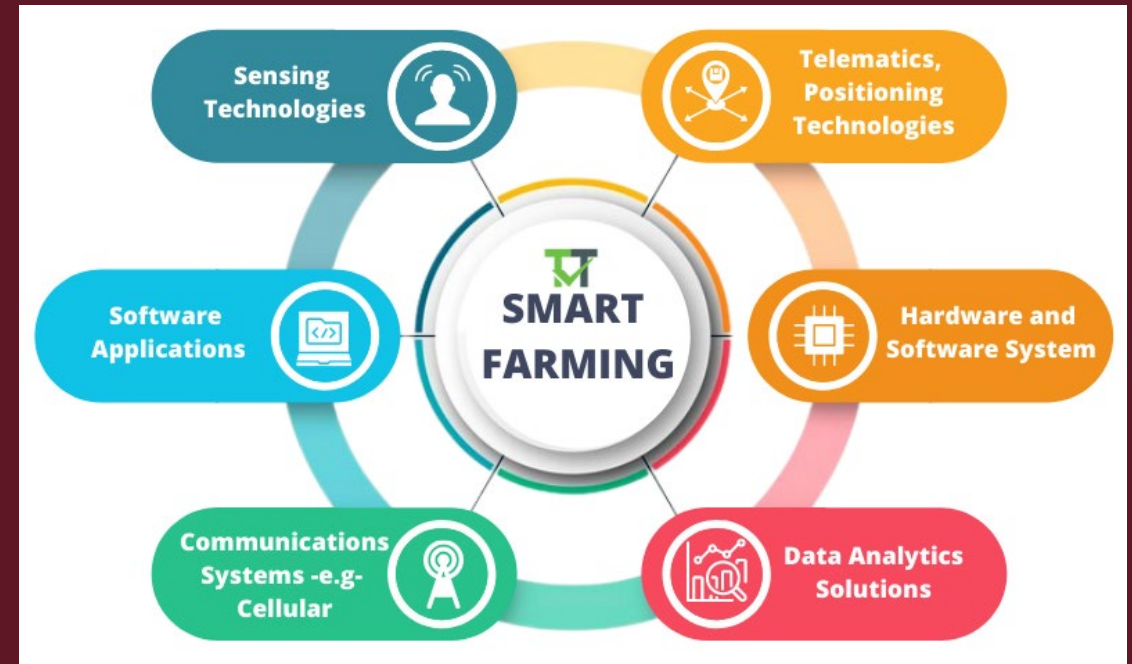 Sensing
Technologies
Telematics,
Positioning
Technologies
Software
Applications
TT
SMART
FARMING
Hardware and
Software System
Communications
Systems -e.g-
Cellular
Data Analytics
Solutions